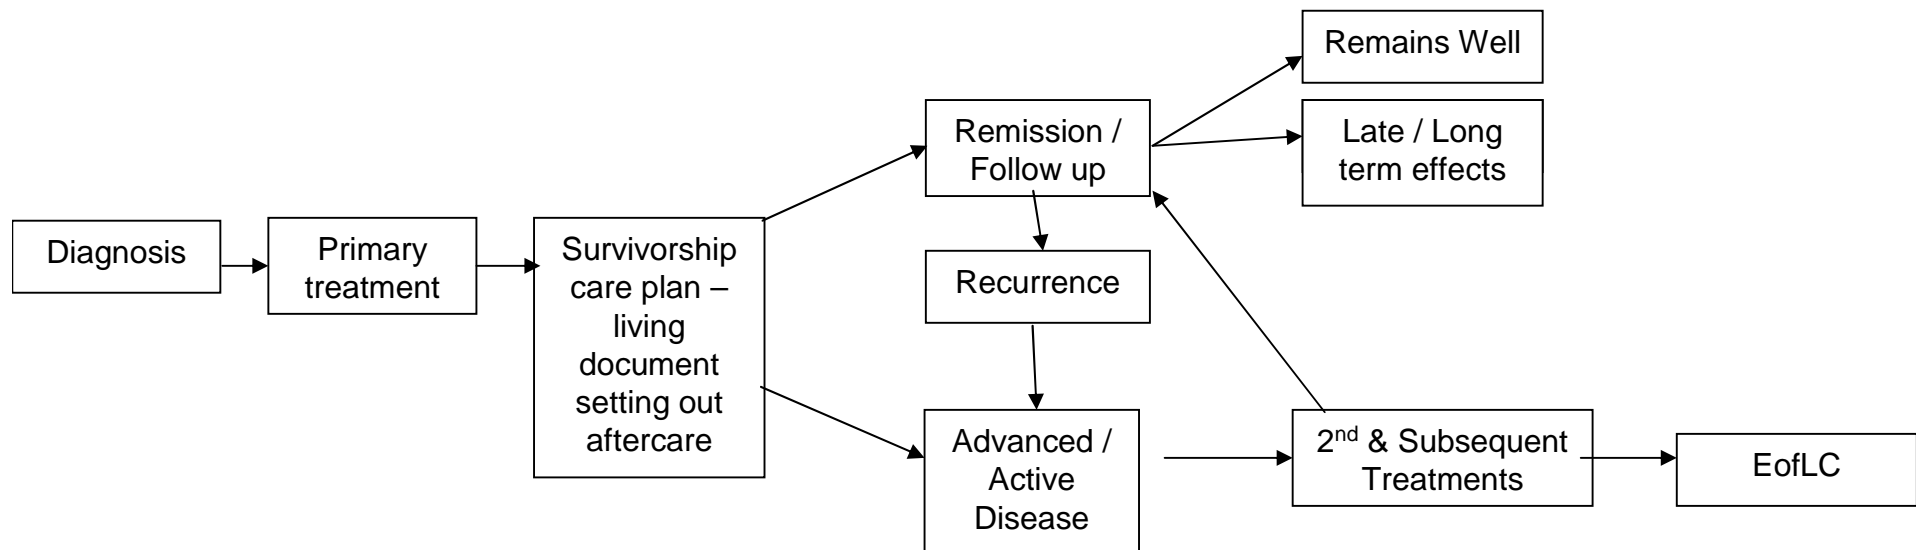 Diagnosis
Primary
treatment
Survivorship
care plan –
living
document
setting out
aftercare
Remission /
Follow up
Remains Well
Late / Long
term effects
Recurrence
Advanced /
Active
Disease
2nd & Subsequent
Treatments
EofLC